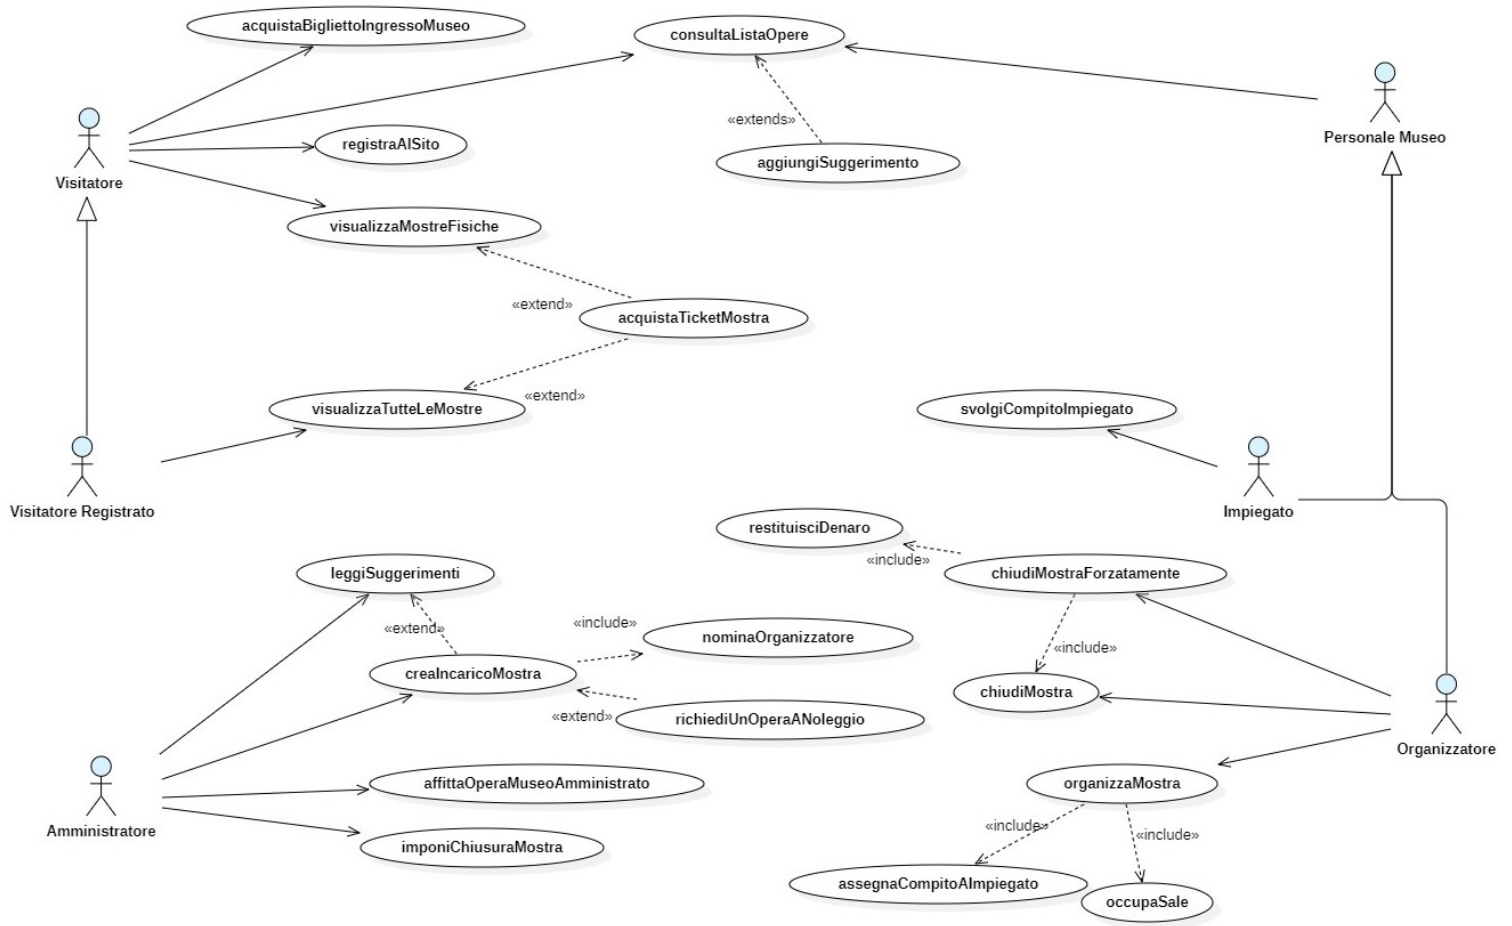 acquistaBigliettoIngressoMuseo
consultaListaOpere
«extends»
Personale Museo
registraAlSito
aggiungiSuggerimento
Visitatore
visualizzaMostreFisiche
«extend»
acquistaTicketMostra
«extend»
visualizzaTutteLeMostre
svolgiCompitoImpiegato
Visitatore Registrato
Impiegato
restituisciDenaro
«include»
leggiSuggerimenti
chiudiMostraForzatamente
«extend»
«include»
nominaOrganizzatore
«include»
creaIncaricoMostra
chiudiMostra
«extend»
richiediUnOperaANoleggio
Organizzatore
affittaOperaMuseoAmministrato
organizzaMostra
Amministratore
«include»
«include»
imponiChiusuraMostra
assegnaCompitoAImpiegato
occupaSale